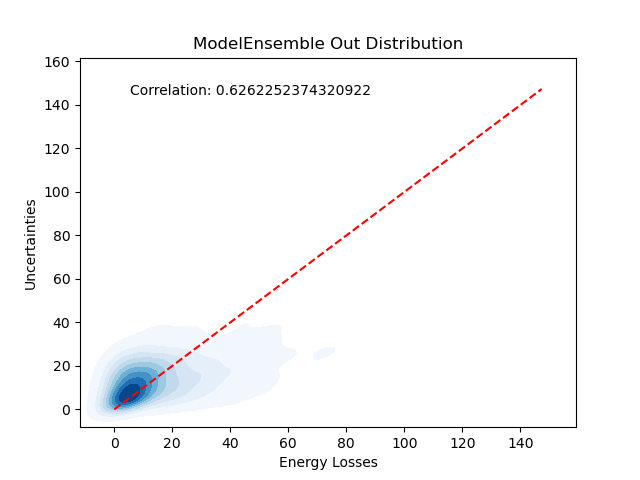 ModelEnsemble Out Distribution
Correlation: 0.6262252374320922
160
140
120
100
80
60
40
20
0
Uncertainties
0 20 40 60 80 100 120 140
Energy Losses